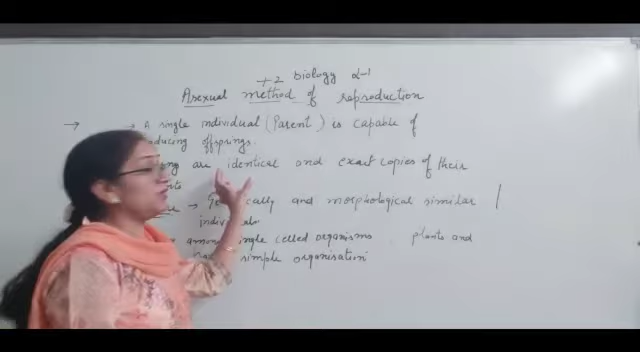 +2 biology α-1
Asexual method of reproduction
→ → A single individual (Parent) is capable of
ducing offsprings.
are identical and exact copies of their
→ Genetically and morphological similar
individuals
among single celled organisms plants and
simple organisation